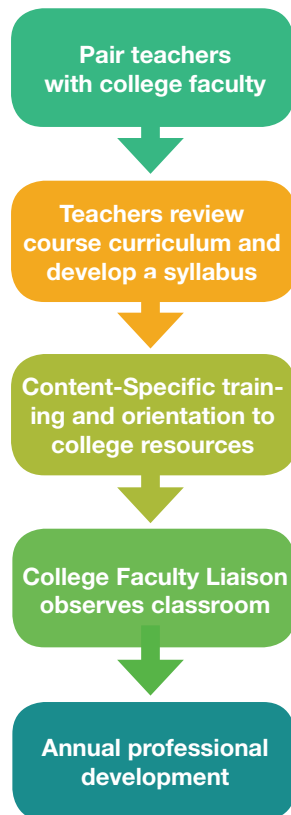 Pair teachers
with college faculty
Teachers review
course curriculum and
develop a syllabus
Content-Specific train-
ing and orientation to
college resources
College Faculty Liaison
observes classroom
Annual professional
development